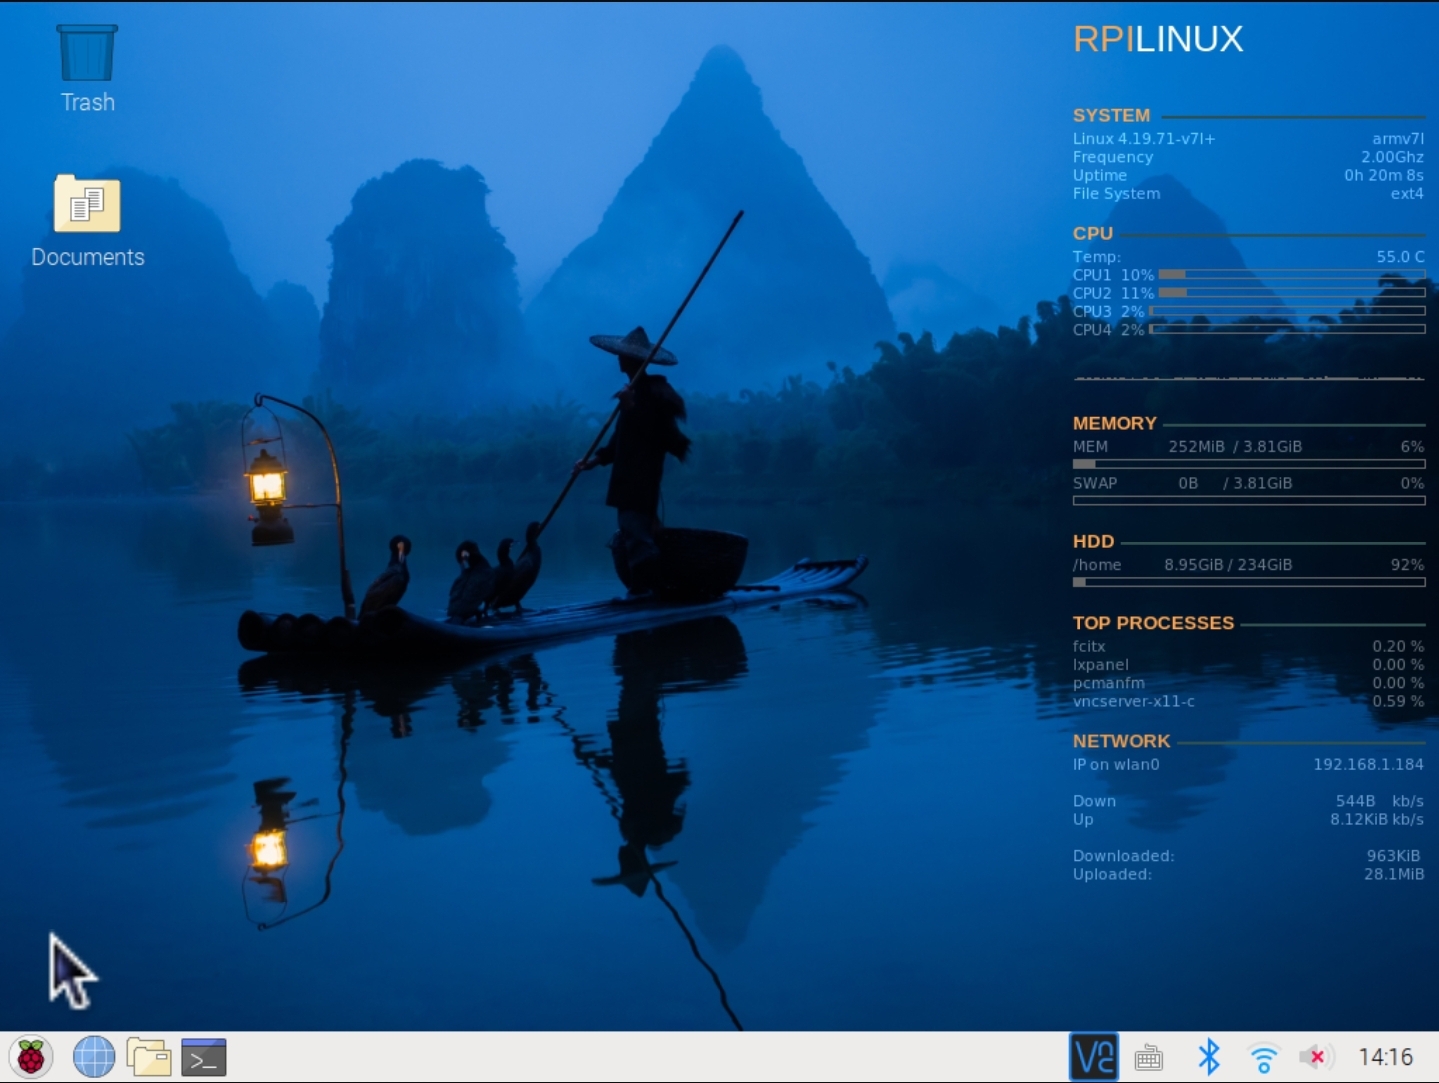 Trash
Documents
RPILINUX
SYSTEM
Linux 4.19.71-v7l+ armv7l
Frequency 2.00Ghz
Uptime 0h 20m 8s
File System ext4
CPU
Temp: 55.0 C
CPU1 10%
CPU2 11%
CPU3 2%
CPU4 2%
MEMORY
MEM 252MiB / 3.81GiB 6%
SWAP 0B / 3.81GiB 0%
HDD
/home 8.95GiB / 234GiB 92%
TOP PROCESSES
fcitx 0.20 %
lxpanel 0.00 %
pcmanfm 0.00 %
vncserver-x11-c 0.59 %
NETWORK
IP on wlan0 192.168.1.184
Down 544B kb/s
Up 8.12KiB kb/s
Downloaded: 963KiB
Uploaded: 28.1MiB
>_ VNC 14:16